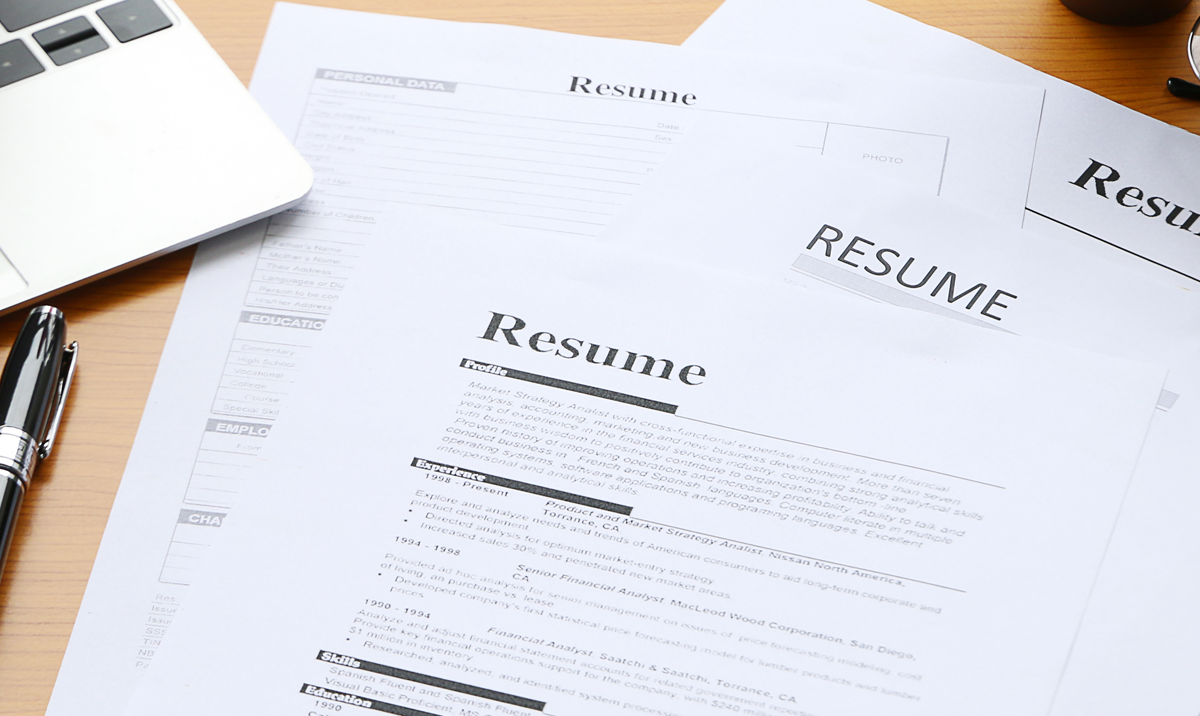 PERSONAL DATA
Resume
Date
Sex
PHOTO
Number of Children
Father's Name
Mother's Name
Their Address
Languages or Di
Person to be con
His/Her Address
EDUCATIO
Elementary
High School
Vocational
College
Course
Special Skil
EMPLO
CHA
Resu
RESUME
Resume
Profile
Market Strategy Analist with cross-functional expertise in business and financial
analysis, accounting marketing and new business development. More than seven
years of experience in the financial services industry. Combining strong analytical skills
with business wisdom to positively contribute to organization's bottom -line
Proven history of improving operations and increasing profitability. Ability to talk and
conduct business in French and Spanish, languages. Computer literate in multiple
operating systems, software applications and programing languages. Excellent
interpersonal and analytical skills
Experience
1998 - Present
Product and Market Strategy Analist, Nissan North America,
Torrance, CA
Explore and analyze needs and trends of American consumers to aid long-term corporate and
product development
• Directed analysis for optimum market-entry strategy
• Increased sales 30% and penetrated new market areas.
1994 - 1998
Senior Financial Analyst, MacLeod Wood Corporation, San Diego,
CA
Provided ad hoc analysis for senior management on issues of price forecasting modeling, cost
of living, an purchase vs. lease
• Developed company's first statistical price forecasting model for lumber products and lumber
prices
1990 - 1994
Financial Analyst, Saatchi & Saatchi, Torrance, CA
Analyze and adjust financial statement accounts for related government reportin
Provide key financial operations support for the company, with $240 million
$1 million in inventory
• Researched, analyzed, and identified system processes
Skills
Spanish Fluent and Spanish Fluent
Visual Basic Proficient, MS
Education
1990